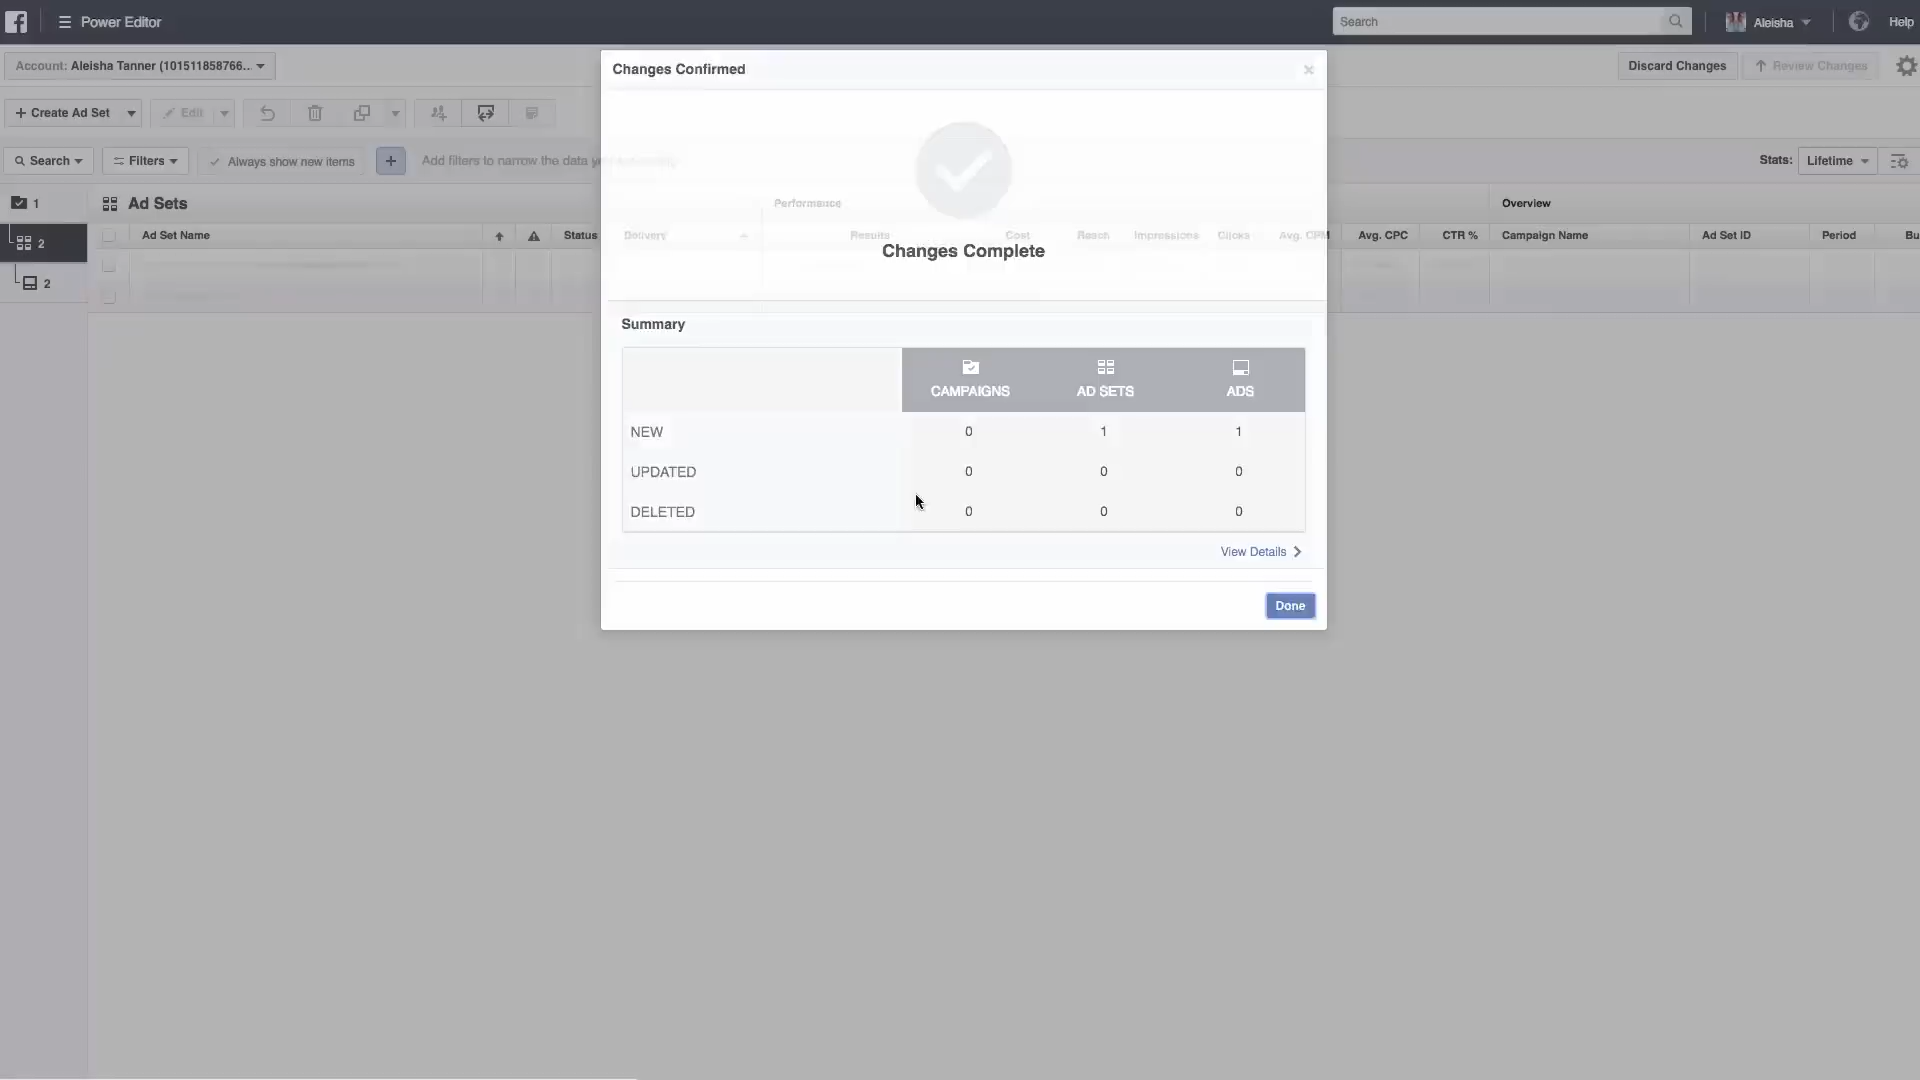 Power Editor
Search
Aleisha
Help
Account: Aleisha Tanner (101511858766...
Discard Changes
Review Changes
+ Create Ad Set
Edit
Search
Filters
Always show new items
+
Add filters to narrow the data
Stats:
Lifetime
1
Ad Sets
Performance
Overview
2
Ad Set Name
Status
Delivery
Results
Cost
Reach
Impressions
Clicks
Avg. CPM
Avg. CPC
CTR %
Campaign Name
Ad Set ID
Period
Bu
2
Changes Confirmed
×
Changes Complete
Summary
CAMPAIGNS AD SETS ADS
NEW 0 1 1
UPDATED 0 0 0
DELETED 0 0 0
View Details
Done